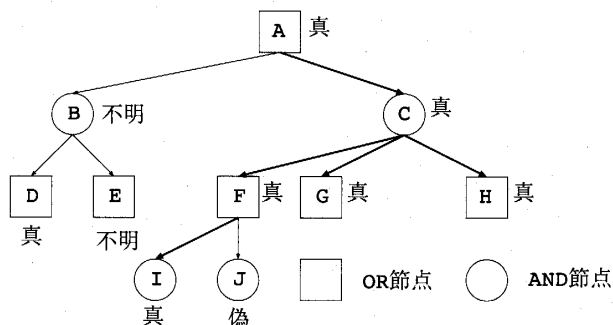 A 真
B 不明 C 真
D E 不明 F 真 G 真 H 真
真
I J OR節点 AND節点
真 偽